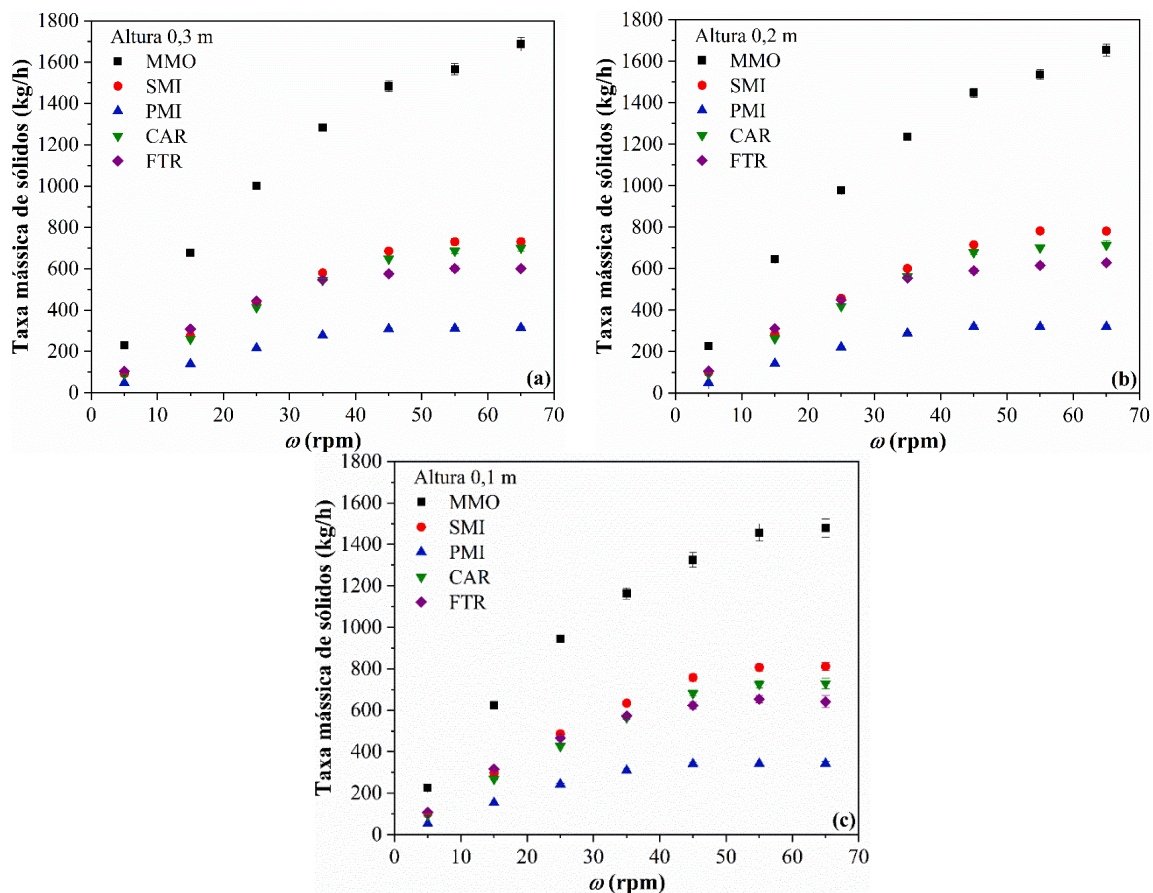 Altura 0,3 m
MMO
SMI
PMI
CAR
FTR
Taxa mássica de sólidos (kg/h)
1800
1600
1400
1200
1000
800
600
400
200
0
0 10 20 30 40 50 60 70
ω (rpm)
(a)
Altura 0,2 m
MMO
SMI
PMI
CAR
FTR
Taxa mássica de sólidos (kg/h)
1800
1600
1400
1200
1000
800
600
400
200
0
0 10 20 30 40 50 60 70
ω (rpm)
(b)
Altura 0,1 m
MMO
SMI
PMI
CAR
FTR
Taxa mássica de sólidos (kg/h)
1800
1600
1400
1200
1000
800
600
400
200
0
0 10 20 30 40 50 60 70
ω (rpm)
(c)